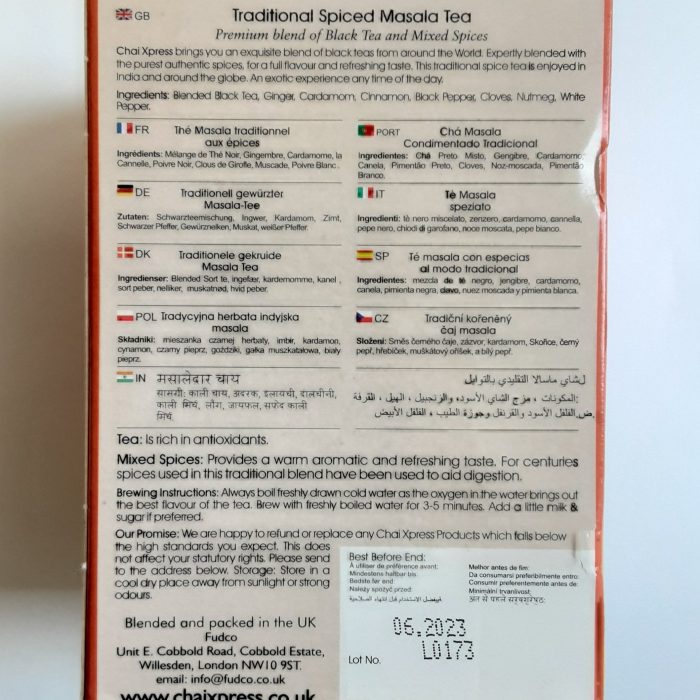 GB Traditional Spiced Masala Tea
Premium blend of Black Tea and Mixed Spices
Chai Xpress brings you an exquisite blend of black teas from around the World. Expertly blended with
the purest authentic spices, for a full flavour and refreshing taste. This traditional spice tea is enjoyed in
India and around the globe. An exotic experience any time of the day.
Ingredients: Blended Black Tea, Ginger, Cardamom, Cinnamon, Black Pepper, Cloves, Nutmeg, White
Pepper.
FR Thé Masala traditionnel
aux épices
Ingrédients: Mélange de Thé Noir, Gingembre, Cardamome, la
Cannelle, Poivre Noir, Clous de Girofle, Muscade, Poivre Blanc.
PORT Chá Masala
Condimentado Tradicional
Ingredientes: Chá Preto Misto, Gengibre, Cardamomo,
Canela, Pimentão Preto, Cloves, Noz-moscada, Pimentão
Branco.
DE Traditionell gewürzter
Masala-Tee
Zutaten: Schwarzteemischung, Ingwer, Kardamom, Zimt,
Schwarzer Pfeffer, Gewürznelken, Muskat, weißer Pfeffer.
IT Tè Masala
speziato
Ingredienti: tè nero miscelato, zenzero, cardamomo, cannella,
pepe nero, chiodi di garofano, noce moscata, pepe bianco.
DK Traditionele gekruide
Masala Tea
Ingredienser: Blended Sort te, ingefær, kardemomme, kanel,
sort peber, nelliker, muskatnød, hvid peber.
SP Té masala con especias
al modo tradicional
Ingredientes: mezcla de té negro, jengibre, cardamomo,
canela, pimienta negra, clavo, nuez moscada y pimienta blanca.
POL Tradycyjna herbata indyjska
masala
Składniki: mieszanka czarnej herbaty, imbir, kardamon,
cynamon, czarny pieprz, goździki, gałka muszkatołowa, biały
pieprz.
CZ Tradiční kořeněný
čaj masala
Složení: Směs černého čaje, zázvor, kardamom, Skořice, černý
pepř, hřebíček, muškátový oříšek, a bílý pepř.
IN मसालेदार चाय
सामग्री: काली चाय, अदरक, इलायची, दालचीनी,
काली मिर्च, लौंग, जायफल, सफेद काली
मिर्च.
لشاي ماسالا التقليدي بالتوابل
المكونات ، مزج الشاي الأسود، والزنجبيل ، الهيل ، القرفة
الفلفل الأسود والقرنفل وجوزة الطيب ، الفلفل الأبيض
Tea: Is rich in antioxidants.
Mixed Spices: Provides a warm aromatic and refreshing taste. For centuries
spices used in this traditional blend have been used to aid digestion.
Brewing Instructions: Always boil freshly drawn cold water as the oxygen in the water brings out
the best flavour of the tea. Brew with freshly boiled water for 3-5 minutes. Add a little milk &
sugar if preferred.
Our Promise: We are happy to refund or replace any Chai Xpress Products which falls below
the high standards you expect. This does
not affect your statutory rights. Please send
to the address below. Storage: Store in a
cool dry place away from sunlight or strong
odours.
Blended and packed in the UK
Fudco
Unit E. Cobbold Road, Cobbold Estate,
Willesden, London NW10 9ST.
email: info@fudco.co.uk
www.chaixpress.co.uk
Best Before End:
À utiliser de préférence avant:
Mindestens haltbar bis:
Bedste før end:
Należy spożyć przed:
يفضل الاستخدام قبل انتهاء الصلاحية
Melhor antes de fim:
Da consumarsi preferibilmente entro:
Consumir preferentemente antes de:
Minimální trvanlivost:
अंत से पहले सर्वश्रेष्ठ:
06.2023
L0173
Lot No.